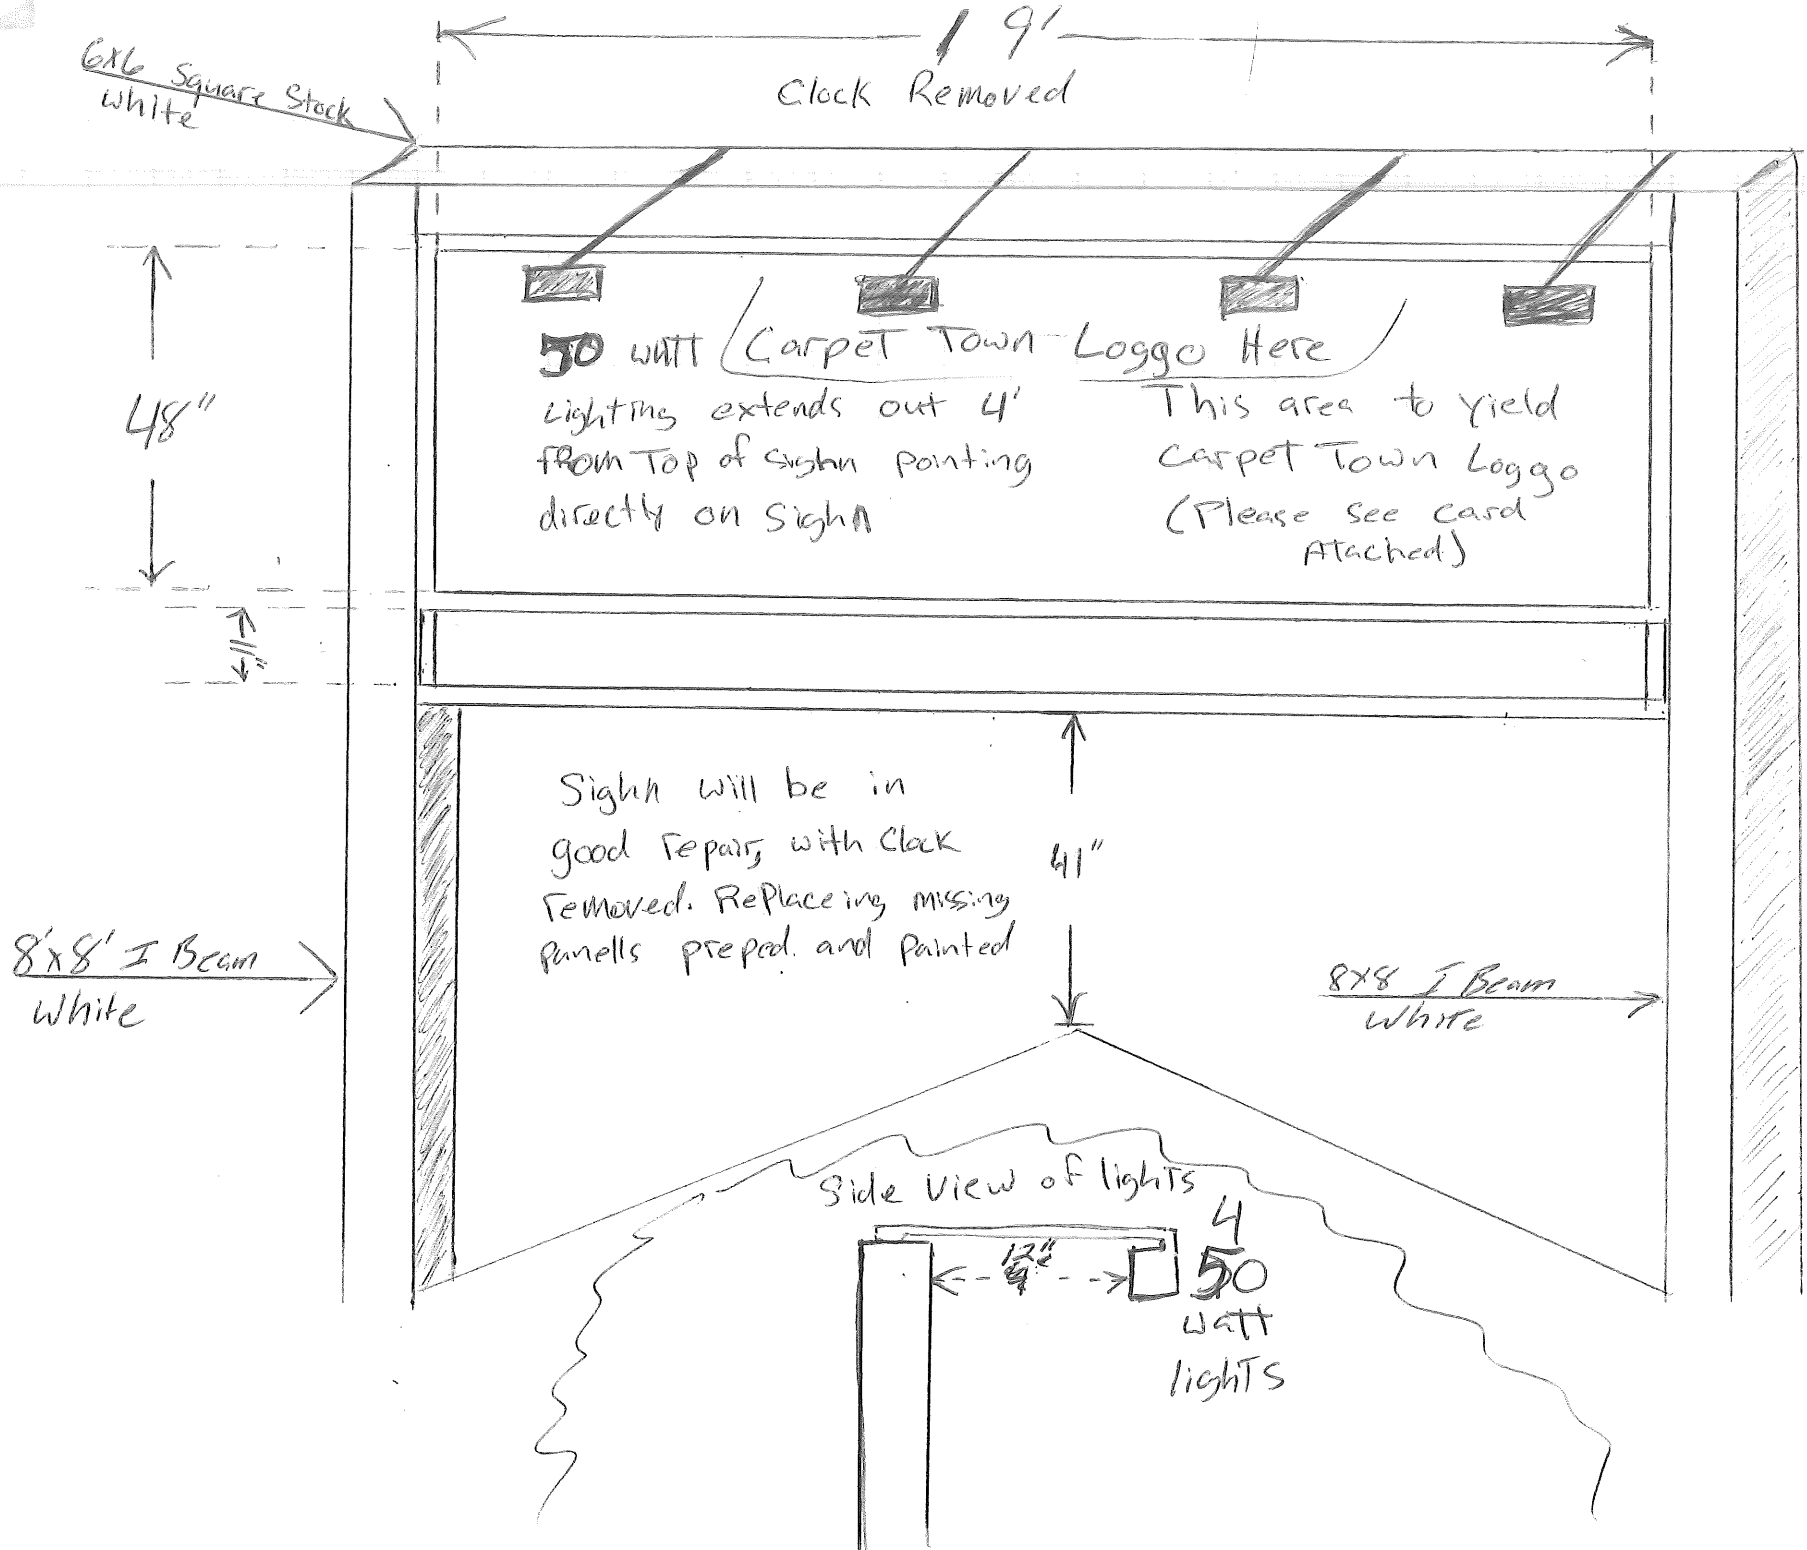 19'
Clock Removed
6x6 Square Stock
White
48"
50 watt
Carpet Town Loggo Here
Lighting extends out 4'
from Top of Sighn pointing
directly on Sighn
This area to yield
Carpet Town Loggo
(Please see card
Atached)
11"
Sighn will be in
good repair, with Clock
removed. Replaceing missing
panells preped. and painted
41"
8'x8' I Beam
White
8x8 I Beam
White
Side View of lights
12"
4
50
watt
lights